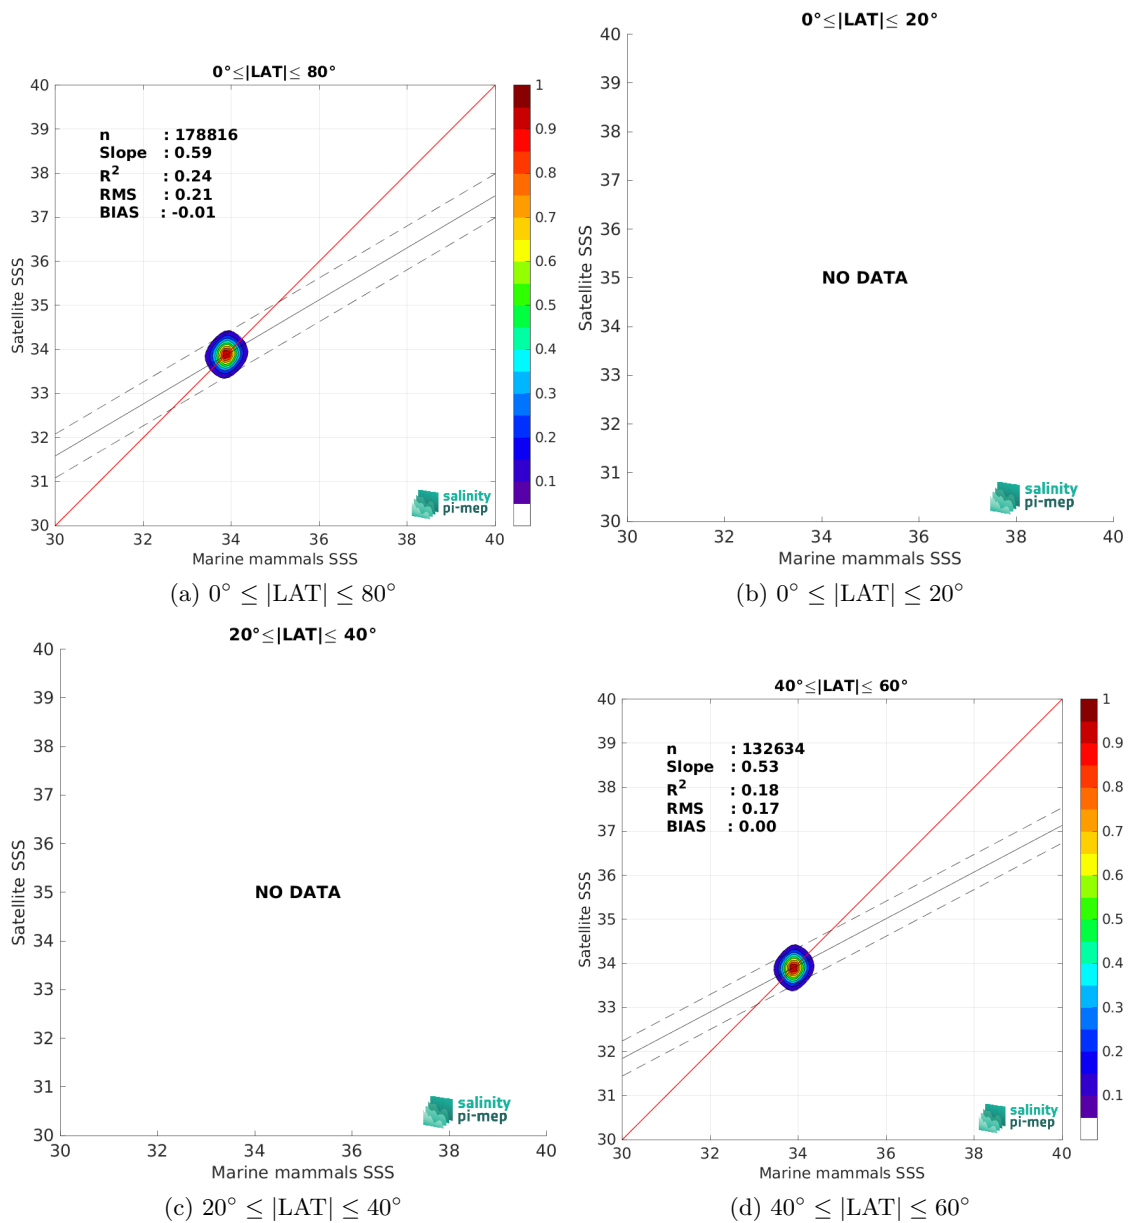 0°≤|LAT|≤ 80°
n : 178816
Slope : 0.59
R² : 0.24
RMS : 0.21
BIAS : -0.01
40
39
38
37
36
35
34
33
32
31
30
30 32 34 36 38 40
Satellite SSS
Marine mammals SSS
1
0.9
0.8
0.7
0.6
0.5
0.4
0.3
0.2
0.1
salinity
pi-mep
(a) 0° ≤ |LAT| ≤ 80°
0°≤|LAT|≤ 20°
40
39
38
37
36
35
34
33
32
31
30
30 32 34 36 38 40
Satellite SSS
NO DATA
Marine mammals SSS
salinity
pi-mep
(b) 0° ≤ |LAT| ≤ 20°
20°≤|LAT|≤ 40°
40
39
38
37
36
35
34
33
32
31
30
30 32 34 36 38 40
Satellite SSS
NO DATA
Marine mammals SSS
salinity
pi-mep
(c) 20° ≤ |LAT| ≤ 40°
40°≤|LAT|≤ 60°
n : 132634
Slope : 0.53
R² : 0.18
RMS : 0.17
BIAS : 0.00
40
39
38
37
36
35
34
33
32
31
30
30 32 34 36 38 40
Satellite SSS
Marine mammals SSS
1
0.9
0.8
0.7
0.6
0.5
0.4
0.3
0.2
0.1
salinity
pi-mep
(d) 40° ≤ |LAT| ≤ 60°